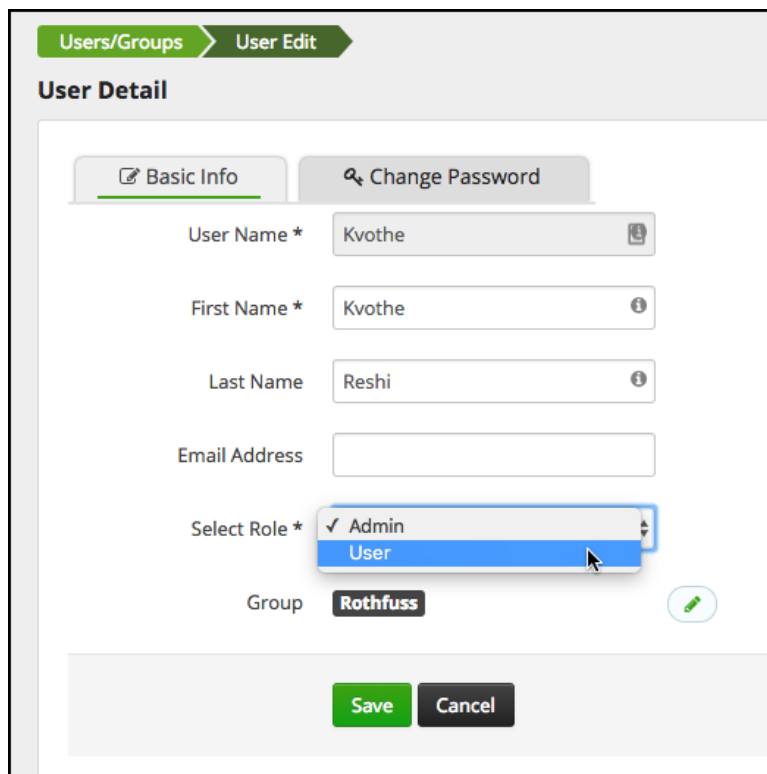 Users/Groups User Edit
User Detail
Basic Info Change Password
User Name * Kvothe
First Name * Kvothe
Last Name Reshi
Email Address
Select Role * ✓ Admin
User
Group Rothfuss
Save Cancel